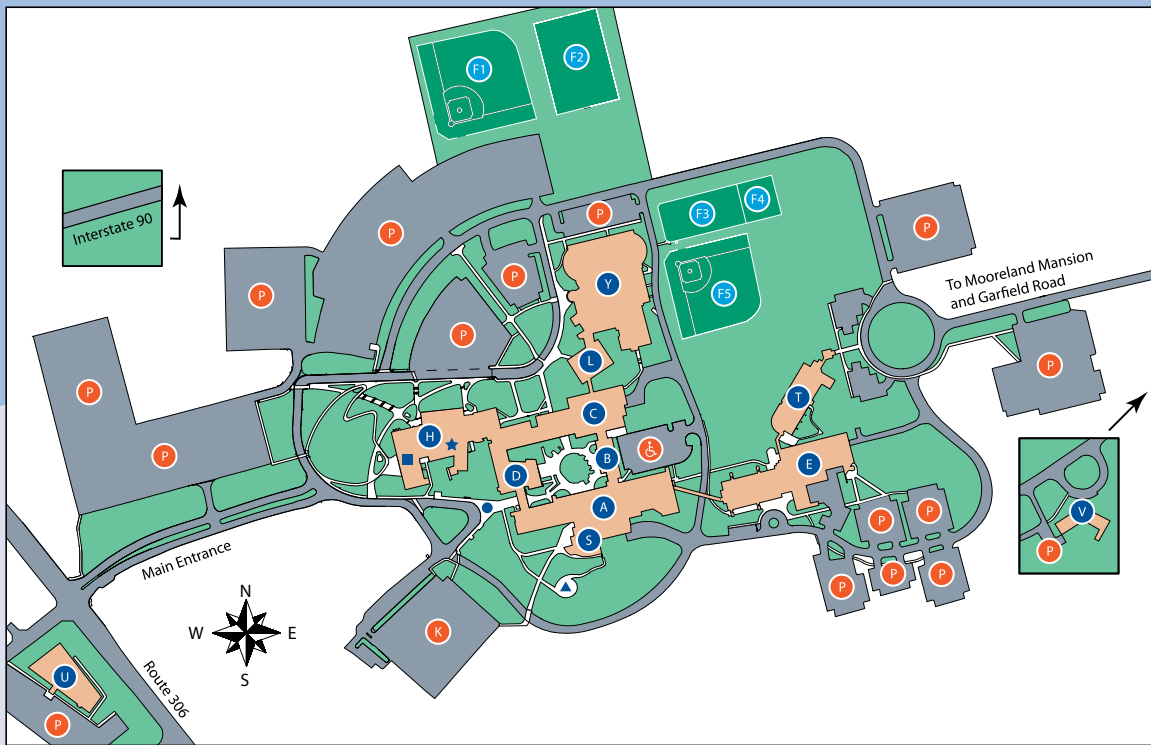 F1
F2
Interstate 90
P
F3
F4
P
P
P
To Mooreland Mansion
and Garfield Road
P
Y
F5
P
P
L
P
P
T
C
H
B
E
P
D
A
P
P
V
S
P
Main Entrance
P
P
P
N
W
E
S
K
U
Route 306
P